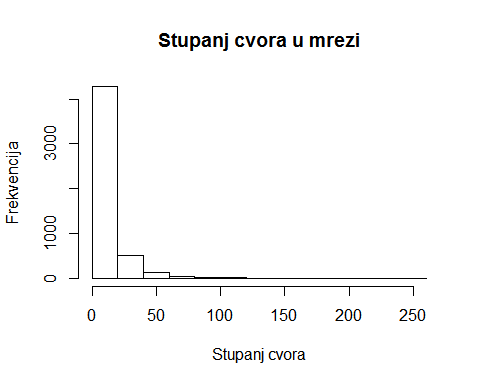 Stupanj cvora u mrezi
Frekvencija
3000
1000
0
0 50 100 150 200 250
Stupanj cvora